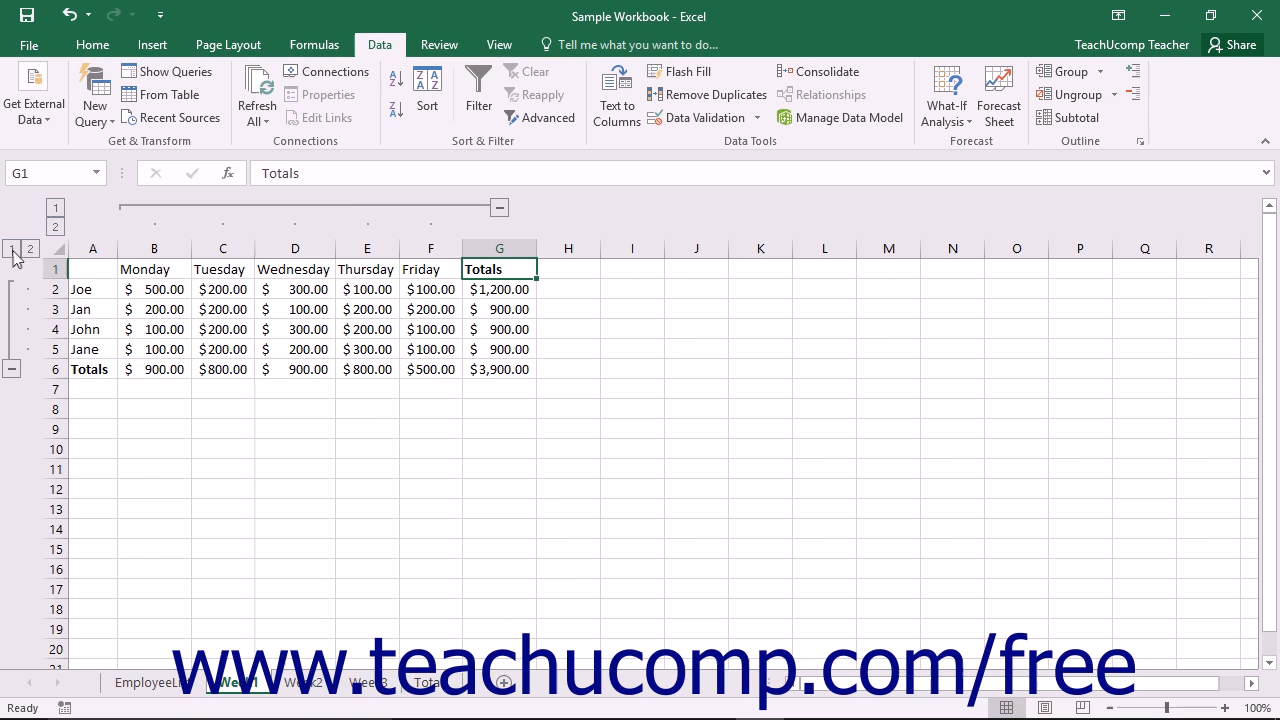 Sample Workbook - Excel
File Home Insert Page Layout Formulas Data Review View Tell me what you want to do... TeachUcomp Teacher Share
Get External Data
New Query
Show Queries
From Table
Recent Sources
Get & Transform
Refresh All
Connections
Properties
Edit Links
Connections
Sort
Filter
Clear
Reapply
Advanced
Sort & Filter
Text to Columns
Flash Fill
Remove Duplicates
Data Validation
Consolidate
Relationships
Manage Data Model
Data Tools
What-If Analysis
Forecast Sheet
Forecast
Group
Ungroup
Subtotal
Outline
G1 fx Totals
1
2
1 2 A B C D E F G H I J K L M N O P Q R
1 Monday Tuesday Wednesday Thursday Friday Totals
2 Joe $ 500.00 $200.00 $ 300.00 $100.00 $100.00 $1,200.00
3 Jan $ 200.00 $200.00 $ 100.00 $200.00 $200.00 $ 900.00
4 John $ 100.00 $200.00 $ 300.00 $200.00 $100.00 $ 900.00
5 Jane $ 100.00 $200.00 $ 200.00 $300.00 $100.00 $ 900.00
6 Totals $ 900.00 $800.00 $ 900.00 $800.00 $500.00 $3,900.00
7
8
9
10
11
12
13
14
15
16
17
18
19
20
21
www.teachucomp.com/free
Ready 100%